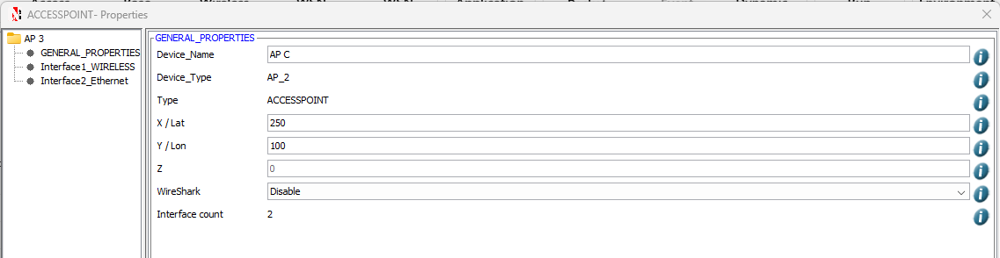 ACCESSPOINT- Properties
AP 3
GENERAL_PROPERTIES
Interface1_WIRELESS
Interface2_Ethernet
GENERAL_PROPERTIES
Device_Name AP C
Device_Type AP_2
Type ACCESSPOINT
X / Lat 250
Y / Lon 100
Z 0
WireShark Disable
Interface count 2